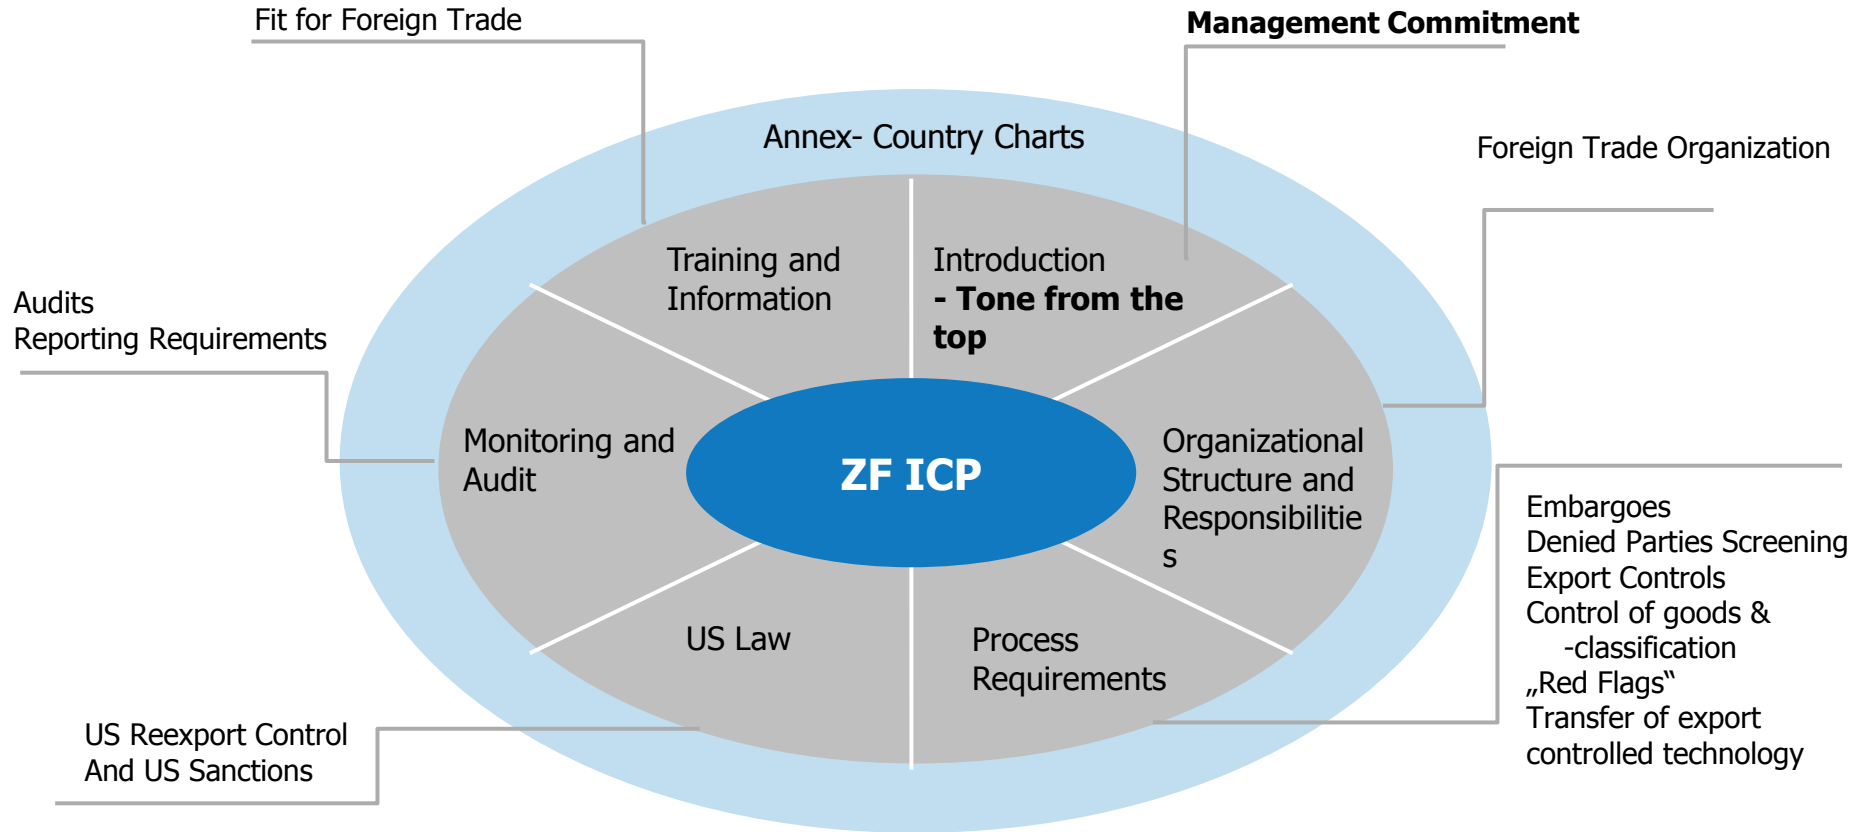 Fit for Foreign Trade
Management Commitment
Annex- Country Charts
Foreign Trade Organization
Training and
Information
Introduction
- Tone from the
top
Audits
Reporting Requirements
Monitoring and
Audit
ZF ICP
Organizational
Structure and
Responsibilitie
s
Embargoes
Denied Parties Screening
Export Controls
Control of goods &
-classification
„Red Flags“
Transfer of export
controlled technology
US Law
Process
Requirements
US Reexport Control
And US Sanctions